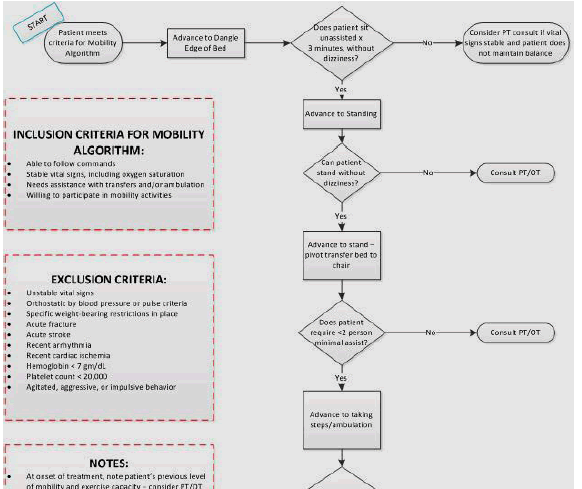 START
Patient meets
criteria for Mobility
Algorithm
Advance to Dangle
Edge of Bed
Does patient sit
unassisted x
3 minutes, without
dizziness?
No
Consider PT consult if vital
signs stable and patient does
not maintain balance
Yes
Advance to Standing
Can patient
stand without
dizziness?
No
Consult PT/OT
Yes
Advance to stand –
pivot transfer bed to
chair
Does patient
require <2 person
minimal assist?
No
Consult PT/OT
Yes
Advance to taking
steps/ambulation
INCLUSION CRITERIA FOR MOBILITY
ALGORITHM:
• Able to follow commands
• Stable vital signs, including oxygen saturation
• Needs assistance with transfers and/or ambulation
• Willing to participate in mobility activities
EXCLUSION CRITERIA:
• Unstable vital signs
• Orthostatic by blood pressure or pulse criteria
• Specific weight-bearing restrictions in place
• Acute fracture
• Acute stroke
• Recent arrhythmia
• Recent cardiac ischemia
• Hemoglobin < 7 gm/dL
• Platelet count < 20,000
• Agitated, aggressive, or impulsive behavior
NOTES:
• At onset of treatment, note patient's previous level
of mobility and exercise capacity – consider PT/OT